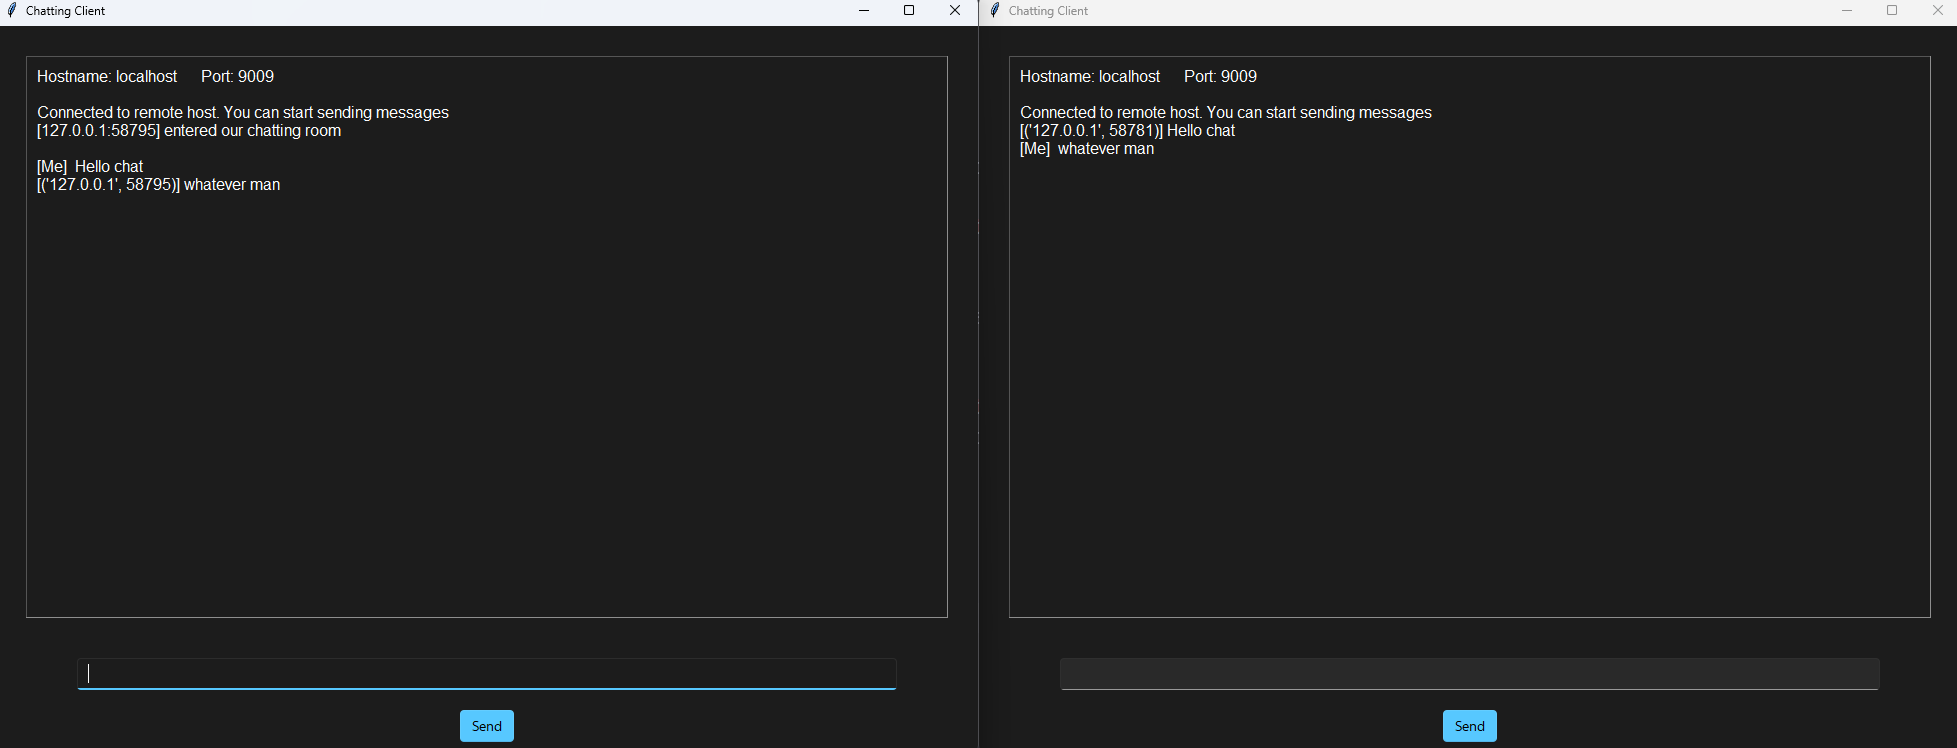 Chatting Client
Hostname: localhost Port: 9009
Connected to remote host. You can start sending messages
[127.0.0.1:58795] entered our chatting room
[Me] Hello chat
[('127.0.0.1', 58795)] whatever man
Send
Chatting Client
Hostname: localhost Port: 9009
Connected to remote host. You can start sending messages
[('127.0.0.1', 58781)] Hello chat
[Me] whatever man
Send